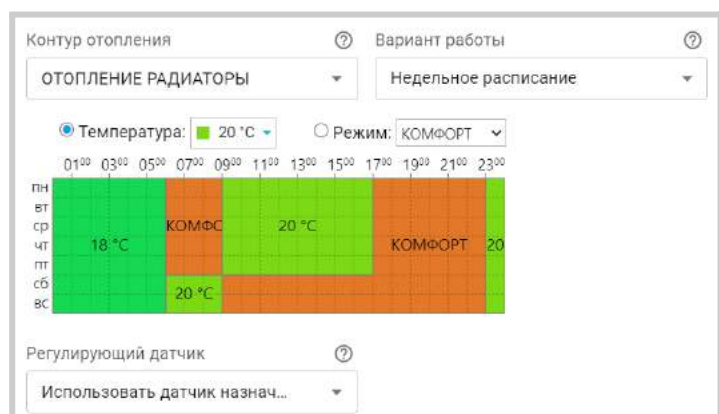 Контур отопления Вариант работы
ОТОПЛЕНИЕ РАДИАТОРЫ Недельное расписание
Температура: 20 °C Режим: КОМФОРТ
01⁰⁰ 03⁰⁰ 05⁰⁰ 07⁰⁰ 09⁰⁰ 11⁰⁰ 13⁰⁰ 15⁰⁰ 17⁰⁰ 19⁰⁰ 21⁰⁰ 23⁰⁰
пн
вт
ср КОМФС 20 °C
чт 18 °C КОМФОРТ 20
пт
сб
20 °C
вс
Регулирующий датчик
Использовать датчик назнач...